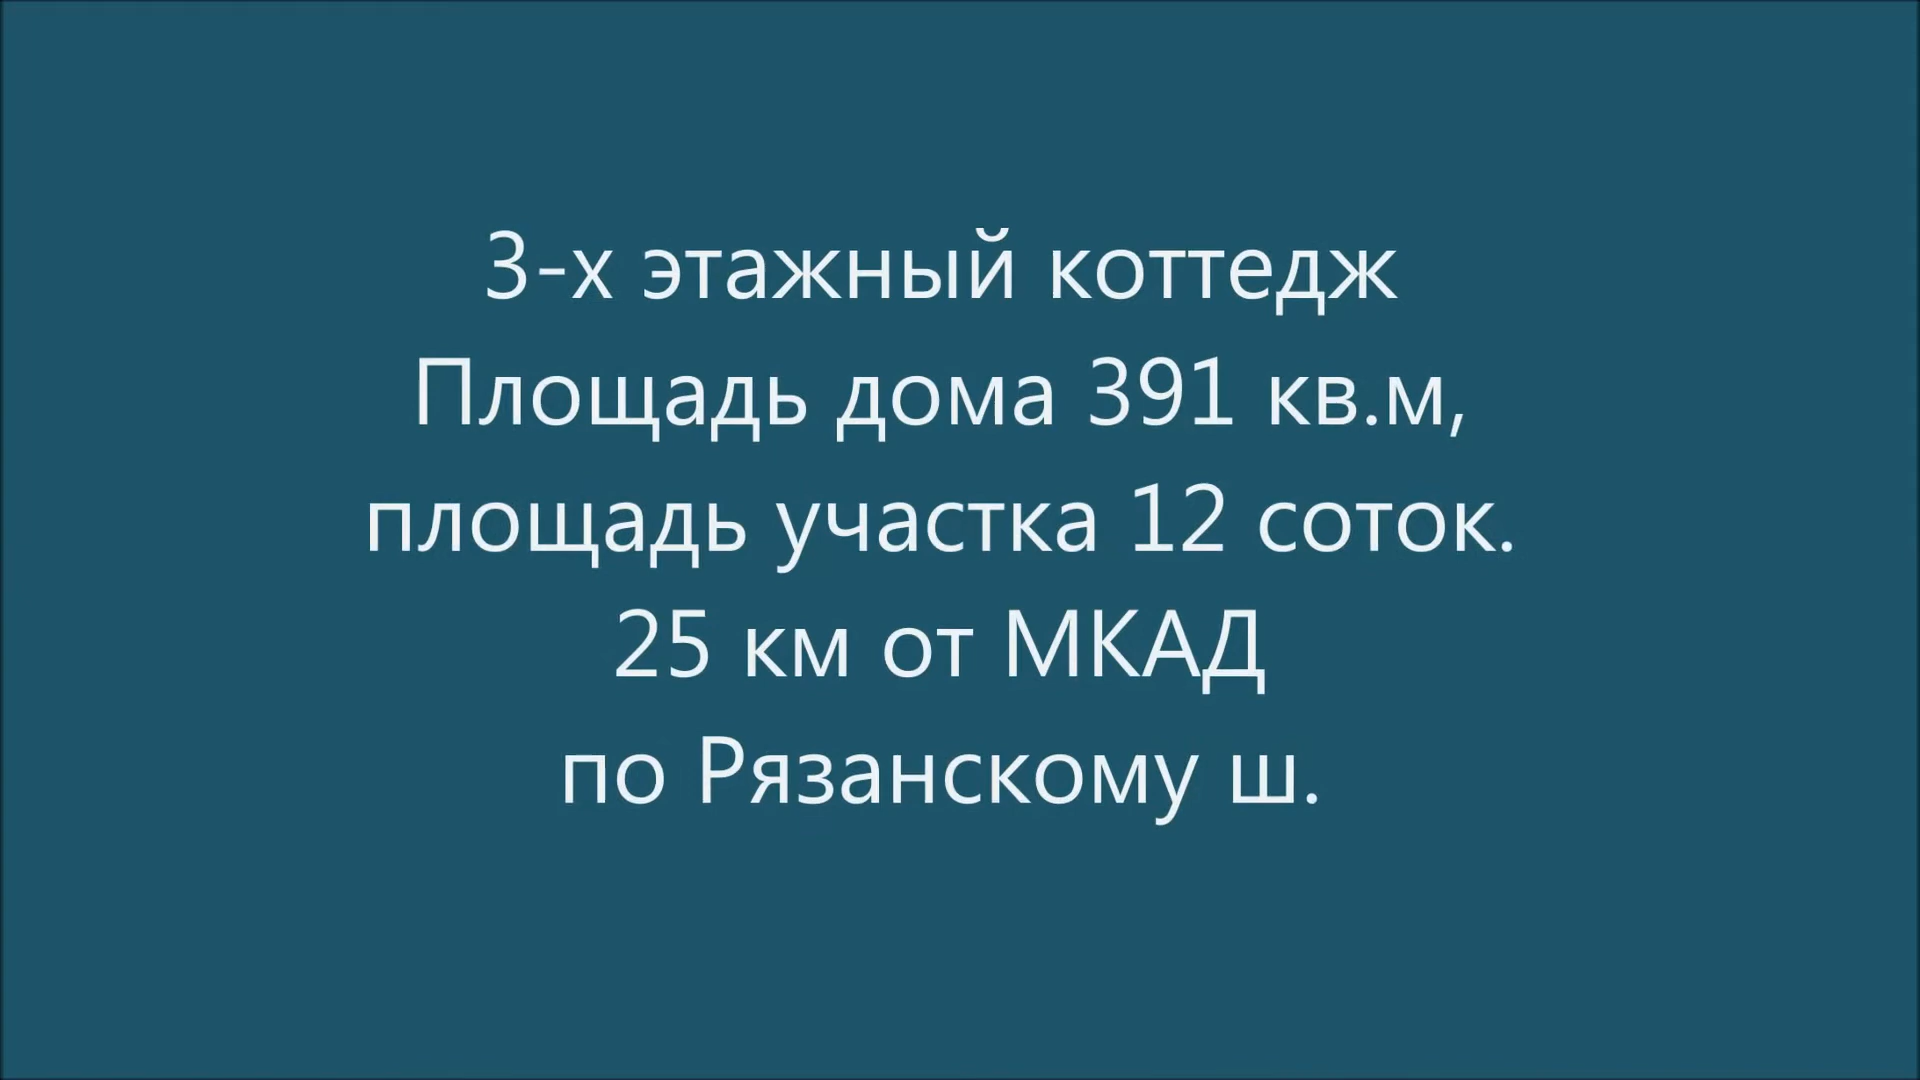 3-х этажный коттедж
Площадь дома 391 кв.м,
площадь участка 12 соток.
25 км от МКАД
по Рязанскому ш.